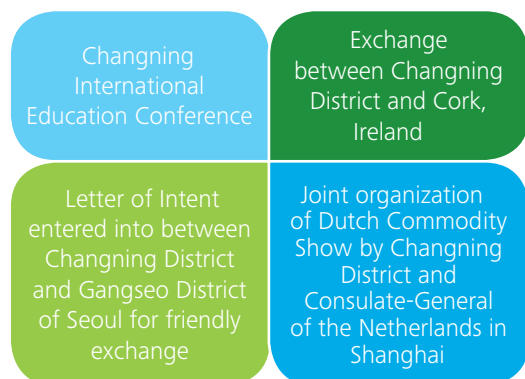 Changning
International
Education Conference
Exchange
between Changning
District and Cork,
Ireland
Letter of Intent
entered into between
Changning District
and Gangseo District
of Seoul for friendly
exchange
Joint organization
of Dutch Commodity
Show by Changning
District and
Consulate-General
of the Netherlands in
Shanghai